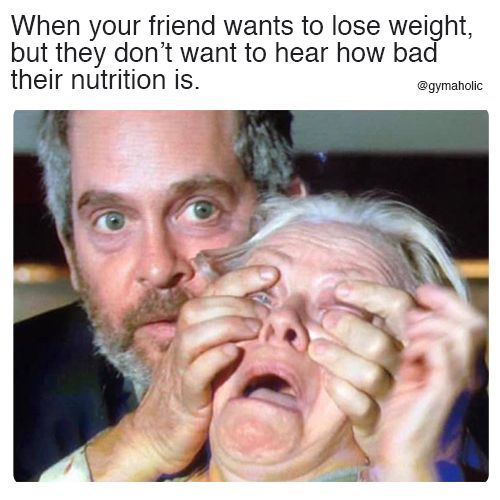 When your friend wants to lose weight,
but they don’t want to hear how bad
their nutrition is.
@gymaholic